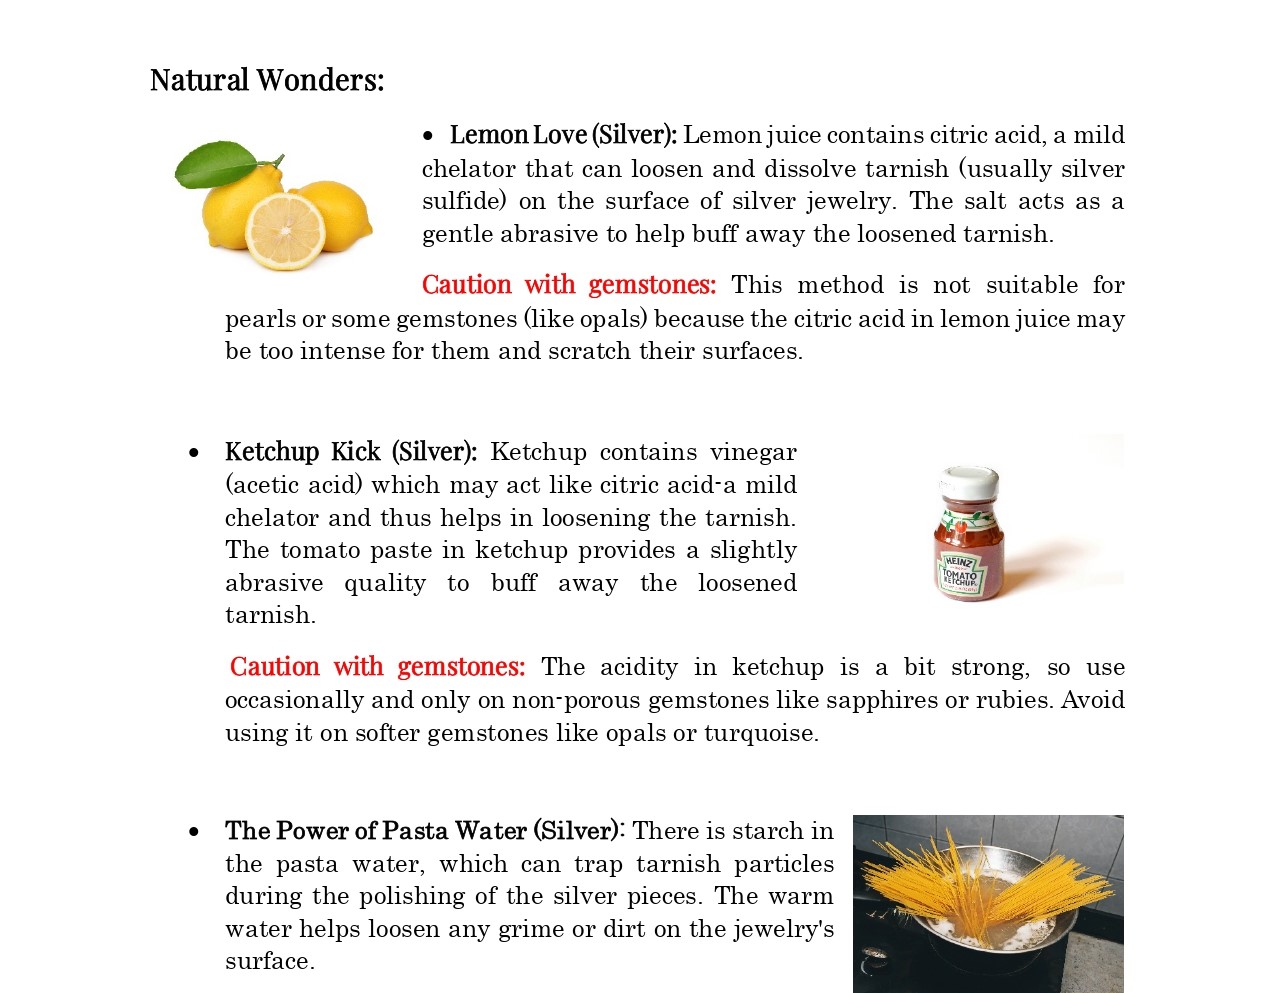 Natural Wonders:
• Lemon Love (Silver): Lemon juice contains citric acid, a mild
chelator that can loosen and dissolve tarnish (usually silver
sulfide) on the surface of silver jewelry. The salt acts as a
gentle abrasive to help buff away the loosened tarnish.
Caution with gemstones: This method is not suitable for
pearls or some gemstones (like opals) because the citric acid in lemon juice may
be too intense for them and scratch their surfaces.
• Ketchup Kick (Silver): Ketchup contains vinegar
(acetic acid) which may act like citric acid-a mild
chelator and thus helps in loosening the tarnish.
The tomato paste in ketchup provides a slightly
abrasive quality to buff away the loosened
tarnish.
HEINZ
TOMATO
KETCHUP
Caution with gemstones: The acidity in ketchup is a bit strong, so use
occasionally and only on non-porous gemstones like sapphires or rubies. Avoid
using it on softer gemstones like opals or turquoise.
• The Power of Pasta Water (Silver): There is starch in
the pasta water, which can trap tarnish particles
during the polishing of the silver pieces. The warm
water helps loosen any grime or dirt on the jewelry's
surface.